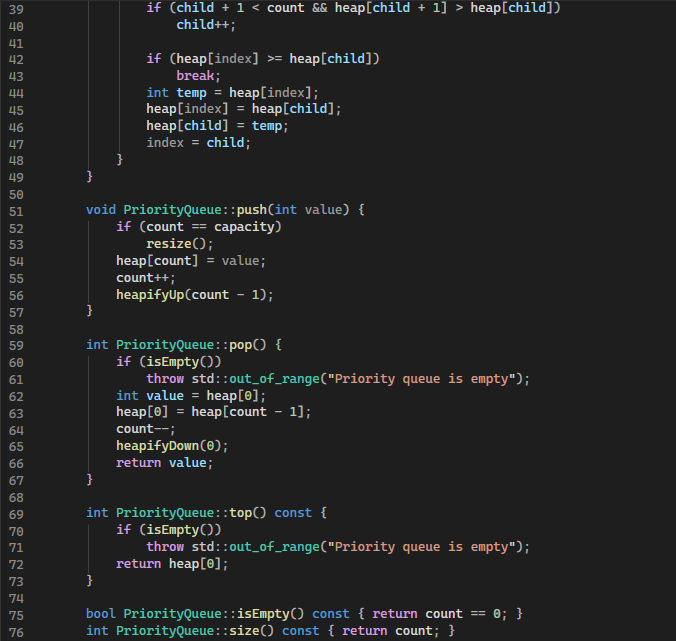 39                if (child + 1 < count && heap[child + 1] > heap[child])
40                    child++;
41
42                if (heap[index] >= heap[child])
43                    break;
44                int temp = heap[index];
45                heap[index] = heap[child];
46                heap[child] = temp;
47                index = child;
48            }
49        }
50
51        void PriorityQueue::push(int value) {
52            if (count == capacity)
53                resize();
54            heap[count] = value;
55            count++;
56            heapifyUp(count - 1);
57        }
58
59        int PriorityQueue::pop() {
60            if (isEmpty())
61                throw std::out_of_range("Priority queue is empty");
62            int value = heap[0];
63            heap[0] = heap[count - 1];
64            count--;
65            heapifyDown(0);
66            return value;
67        }
68
69        int PriorityQueue::top() const {
70            if (isEmpty())
71                throw std::out_of_range("Priority queue is empty");
72            return heap[0];
73        }
74
75        bool PriorityQueue::isEmpty() const { return count == 0; }
76        int PriorityQueue::size() const { return count; }